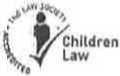 THE LAW SOCIETY
ACCREDITED
Children
Law